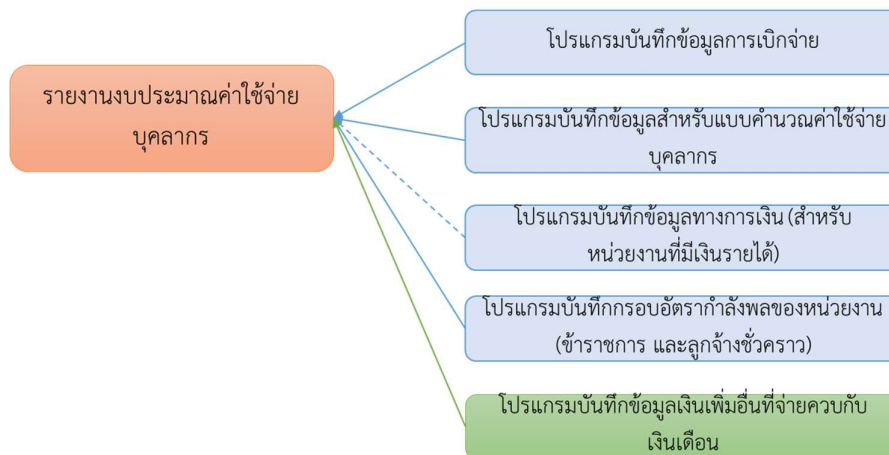 รายงานงบประมาณค่าใช้จ่าย
บุคลากร
โปรแกรมบันทึกข้อมูลการเบิกจ่าย
โปรแกรมบันทึกข้อมูลสำหรับแบบคำนวณค่าใช้จ่าย
บุคลากร
โปรแกรมบันทึกข้อมูลทางการเงิน (สำหรับ
หน่วยงานที่มีเงินรายได้)
โปรแกรมบันทึกกรอบอัตรากำลังพลของหน่วยงาน
(ข้าราชการ และลูกจ้างชั่วคราว)
โปรแกรมบันทึกข้อมูลเงินเพิ่มอื่นที่จ่ายควบกับ
เงินเดือน